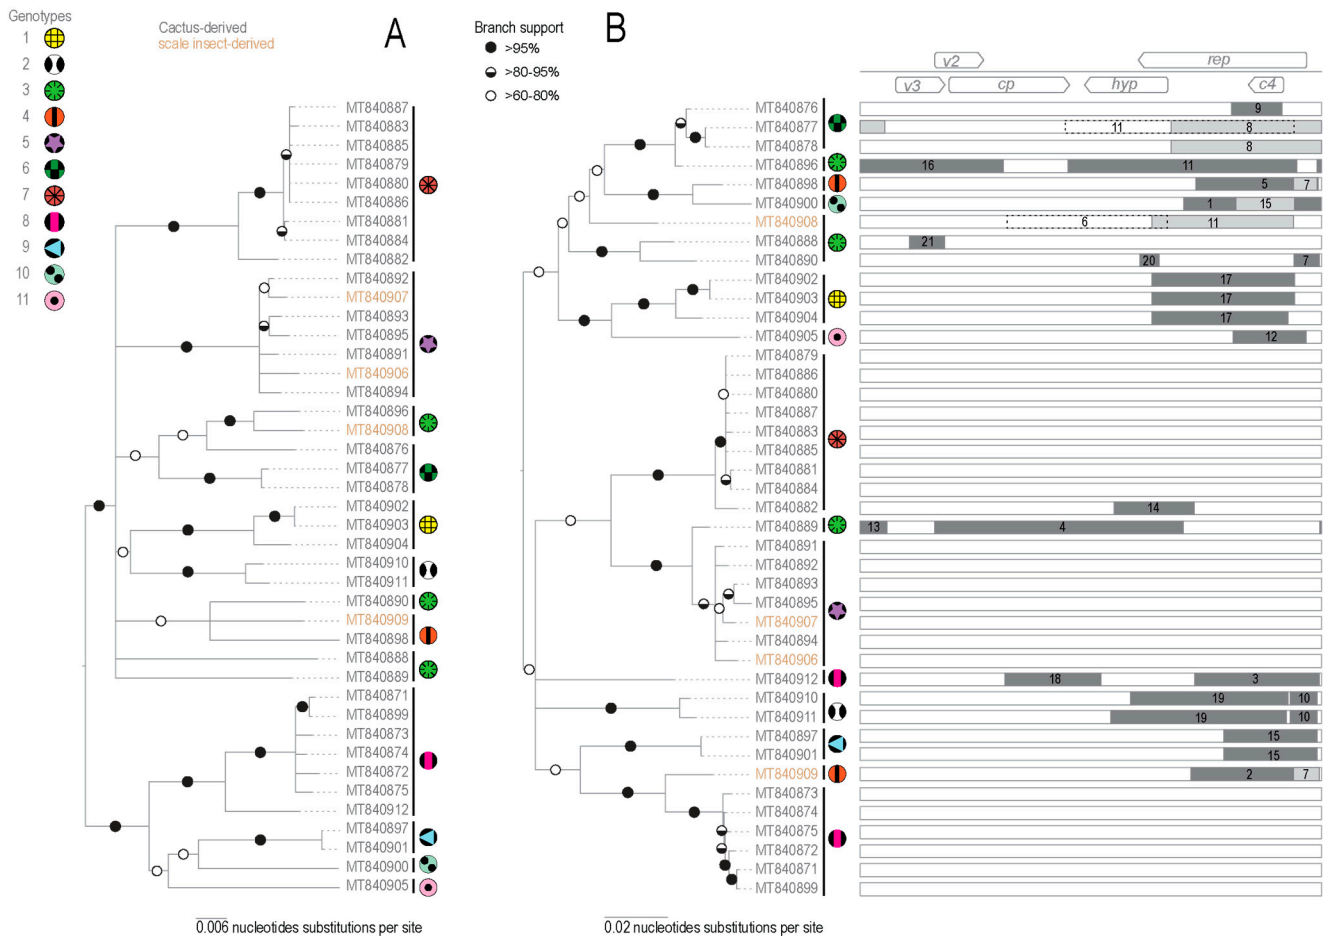 Genotypes
1
2
3
4
5
6
7
8
9
10
11
Cactus-derived
scale insect-derived
A
MT840887
MT840883
MT840885
MT840879
MT840880
MT840886
MT840881
MT840884
MT840882
MT840892
MT840907
MT840893
MT840895
MT840891
MT840906
MT840894
MT840896
MT840908
MT840876
MT840877
MT840878
MT840902
MT840903
MT840904
MT840910
MT840911
MT840890
MT840909
MT840898
MT840888
MT840889
MT840871
MT840899
MT840873
MT840874
MT840872
MT840875
MT840912
MT840897
MT840901
MT840900
MT840905
0.006 nucleotides substitutions per site
Branch support
>95%
>80-95%
>60-80%
B
v2 rep
v3 cp hyp c4
MT840876 9
MT840877 11 8
MT840878 8
MT840896 16 11
MT840898 5 7
MT840900 1 15
MT840908 6 11
MT840888 21
MT840890 20 7
MT840902 17
MT840903 17
MT840904 17
MT840905 12
MT840879
MT840886
MT840880
MT840887
MT840883
MT840885
MT840881
MT840884
MT840882 14
MT840889 13 4
MT840891
MT840892
MT840893
MT840895
MT840907
MT840894
MT840906
MT840912 18 3
MT840910 19 10
MT840911 19 10
MT840897 15
MT840901 15
MT840909 2 7
MT840873
MT840874
MT840875
MT840872
MT840871
MT840899
0.02 nucleotides substitutions per site